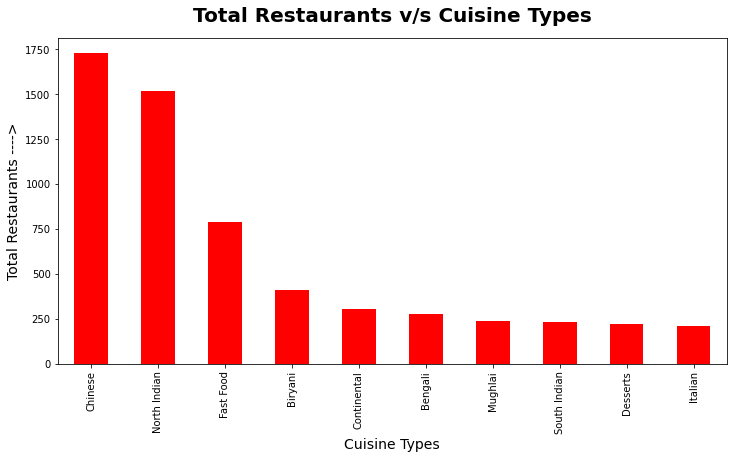 Total Restaurants v/s Cuisine Types
Total Restaurants ---->
1750
1500
1250
1000
750
500
250
0
Chinese
North Indian
Fast Food
Biryani
Continental
Bengali
Mughlai
South Indian
Desserts
Italian
Cuisine Types